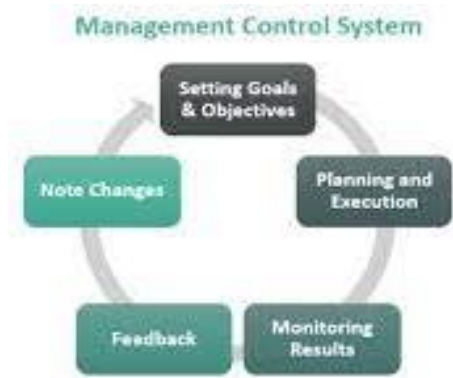 Management Control System
Setting Goals
& Objectives
Planning and
Execution
Monitoring
Results
Feedback
Note Changes